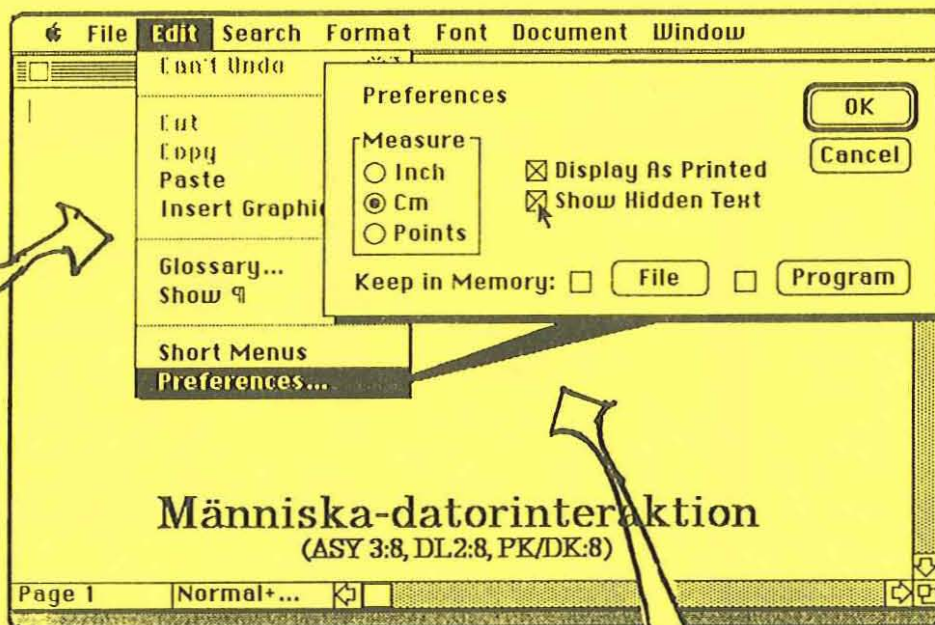 File Edit Search Format Font Document Window
Can't Undo
Cut
Copy
Paste
Insert Graphi
Glossary...
Show ¶
Short Menus
Preferences...
Preferences
OK
Cancel
Measure
Inch
Cm
Points
Display As Printed
Show Hidden Text
Keep in Memory: File Program
Människa-datorinteraktion
(ASY 3:8, DL2:8, PK/DK:8)
Page 1 Normal+...